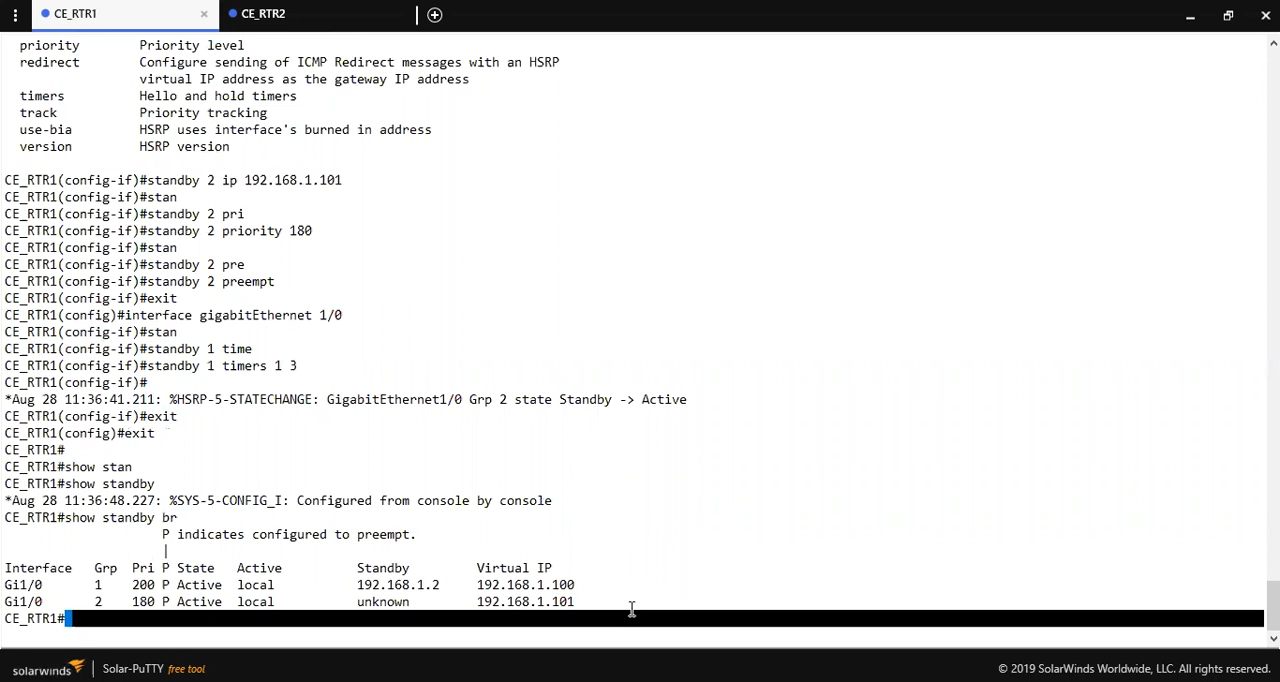 CE_RTR1 × CE_RTR2
priority Priority level
redirect Configure sending of ICMP Redirect messages with an HSRP
virtual IP address as the gateway IP address
timers Hello and hold timers
track Priority tracking
use-bia HSRP uses interface's burned in address
version HSRP version
CE_RTR1(config-if)#standby 2 ip 192.168.1.101
CE_RTR1(config-if)#stan
CE_RTR1(config-if)#standby 2 pri
CE_RTR1(config-if)#standby 2 priority 180
CE_RTR1(config-if)#stan
CE_RTR1(config-if)#standby 2 pre
CE_RTR1(config-if)#standby 2 preempt
CE_RTR1(config-if)#exit
CE_RTR1(config)#interface gigabitEthernet 1/0
CE_RTR1(config-if)#stan
CE_RTR1(config-if)#standby 1 time
CE_RTR1(config-if)#standby 1 timers 1 3
CE_RTR1(config-if)#
*Aug 28 11:36:41.211: %HSRP-5-STATECHANGE: GigabitEthernet1/0 Grp 2 state Standby -> Active
CE_RTR1(config-if)#exit
CE_RTR1(config)#exit
CE_RTR1#
CE_RTR1#show stan
CE_RTR1#show standby
*Aug 28 11:36:48.227: %SYS-5-CONFIG_I: Configured from console by console
CE_RTR1#show standby br
P indicates configured to preempt.
|
Interface Grp Pri P State Active Standby Virtual IP
Gi1/0 1 200 P Active local 192.168.1.2 192.168.1.100
Gi1/0 2 180 P Active local unknown 192.168.1.101
CE_RTR1#
solarwinds | Solar-PuTTY free tool © 2019 SolarWinds Worldwide, LLC. All rights reserved.